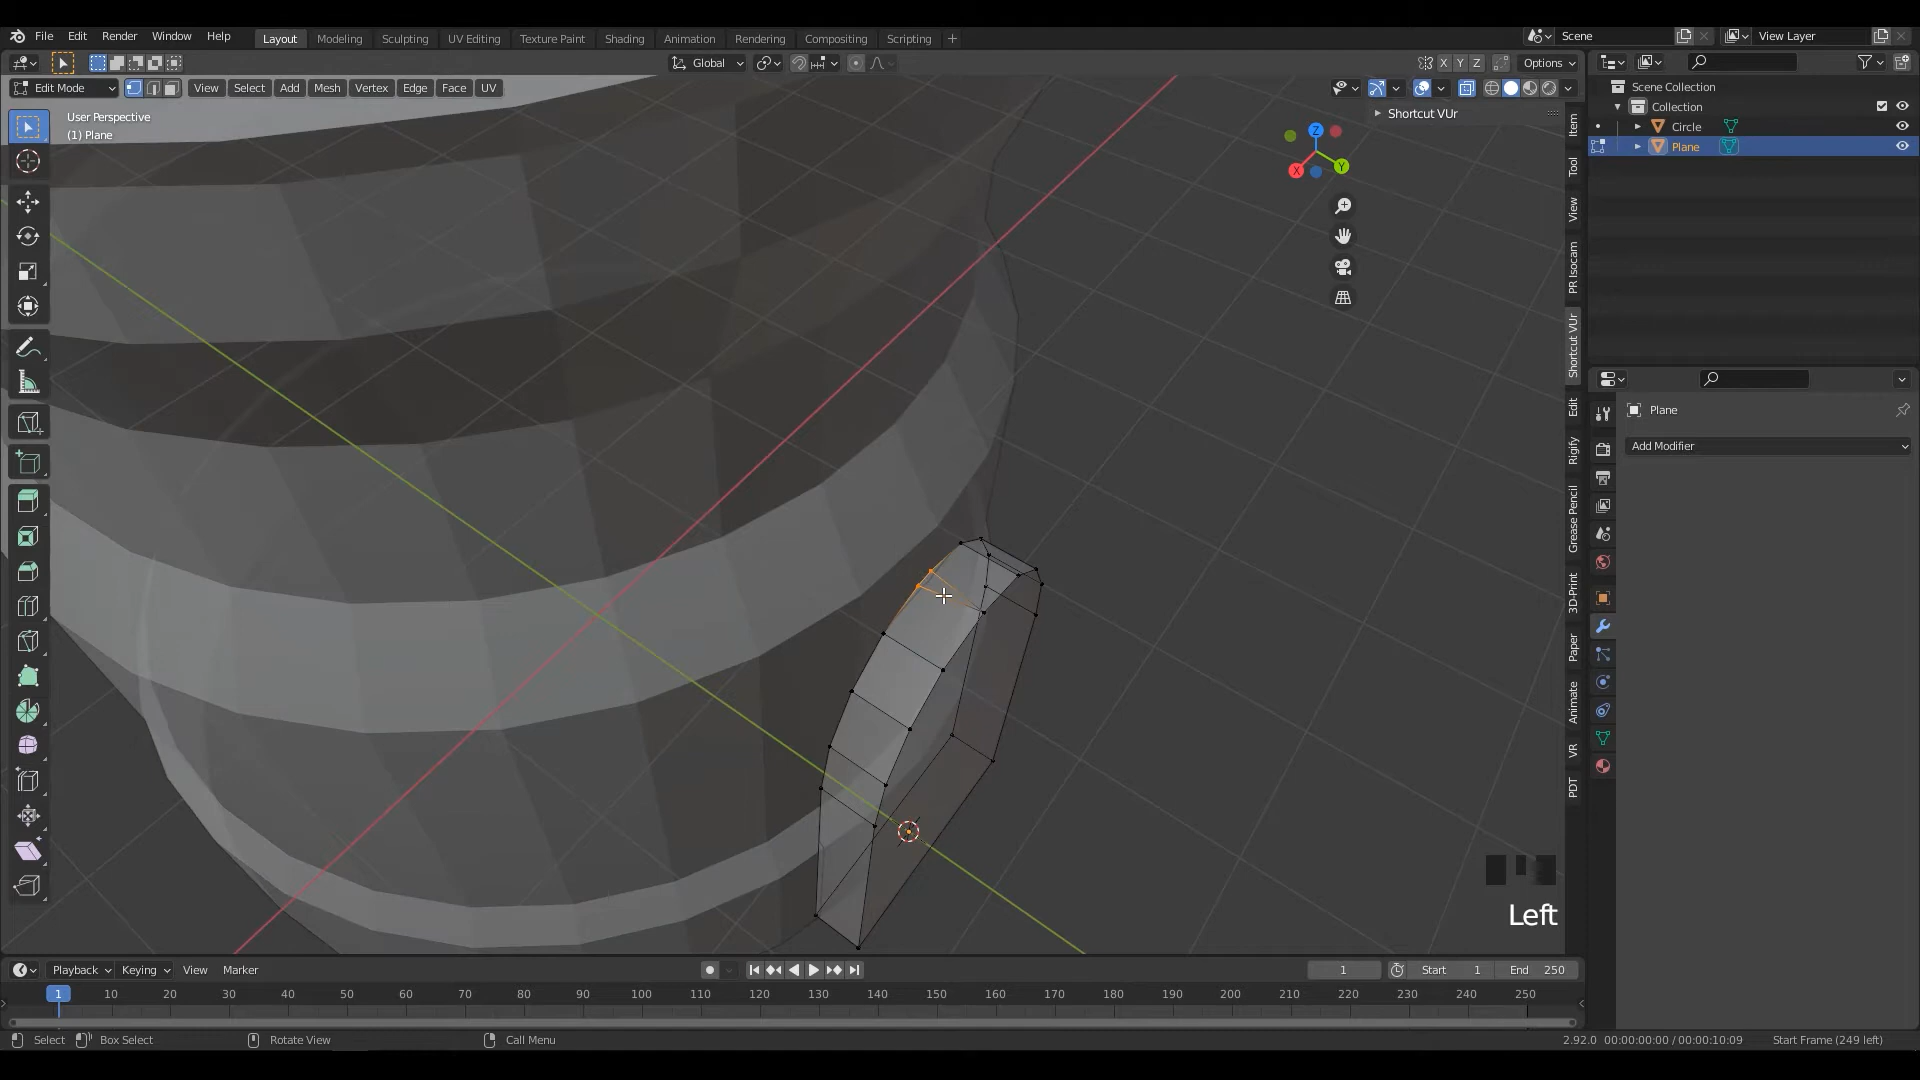 File Edit Render Window Help Layout Modeling Sculpting UV Editing Texture Paint Shading Animation Rendering Compositing Scripting + Scene View Layer
Global X Y Z Options
Edit Mode View Select Add Mesh Vertex Edge Face UV
User Perspective
(1) Plane
Shortcut VUr
Z
Y
X
Item
Tool
View
PR Isocam
Shortcut VUr
Edit
Rigify
Grease Pencil
3D-Print
Paper
Animate
VR
PDT
Scene Collection
Collection
Circle
Plane
Plane
Add Modifier
Left
Playback Keying View Marker 1 Start 1 End 250
1 10 20 30 40 50 60 70 80 90 100 110 120 130 140 150 160 170 180 190 200 210 220 230 240 250
Select Box Select Rotate View Call Menu 2.92.0 00:00:00:00 / 00:00:10:09 Start Frame (249 left)